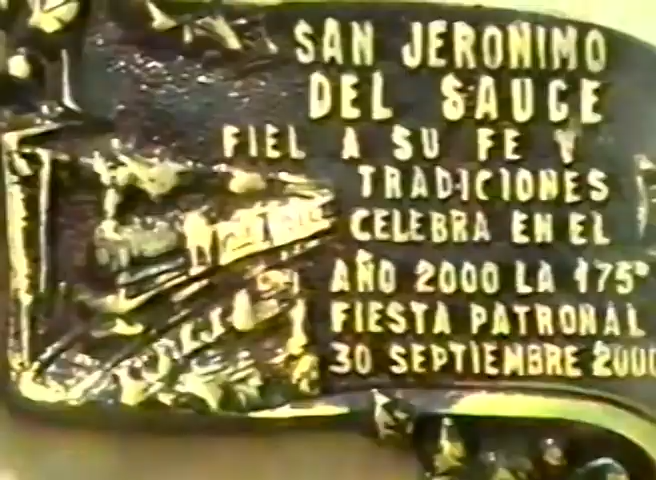 SAN JERONIMO
DEL SAUCE
FIEL A SU FE Y
TRADICIONES
CELEBRA EN EL
AÑO 2000 LA 175º
FIESTA PATRONAL
30 SEPTIEMBRE 2000